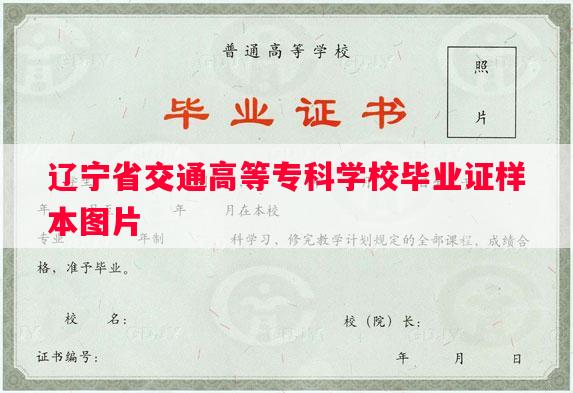 普通高等学校
照
片
毕业证书
辽宁省交通高等专科学校毕业证样
本图片
年 年 月在本校
专业 年制 科学习，修完教学计划规定的全部课程，成绩合
格，准予毕业。
校 名： 校（院）长：
证书编号： 年 月 日